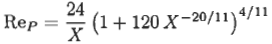 Re_P = \frac{24}{X} \left(1 + 120 X^{-20/11}\right)^{4/11}